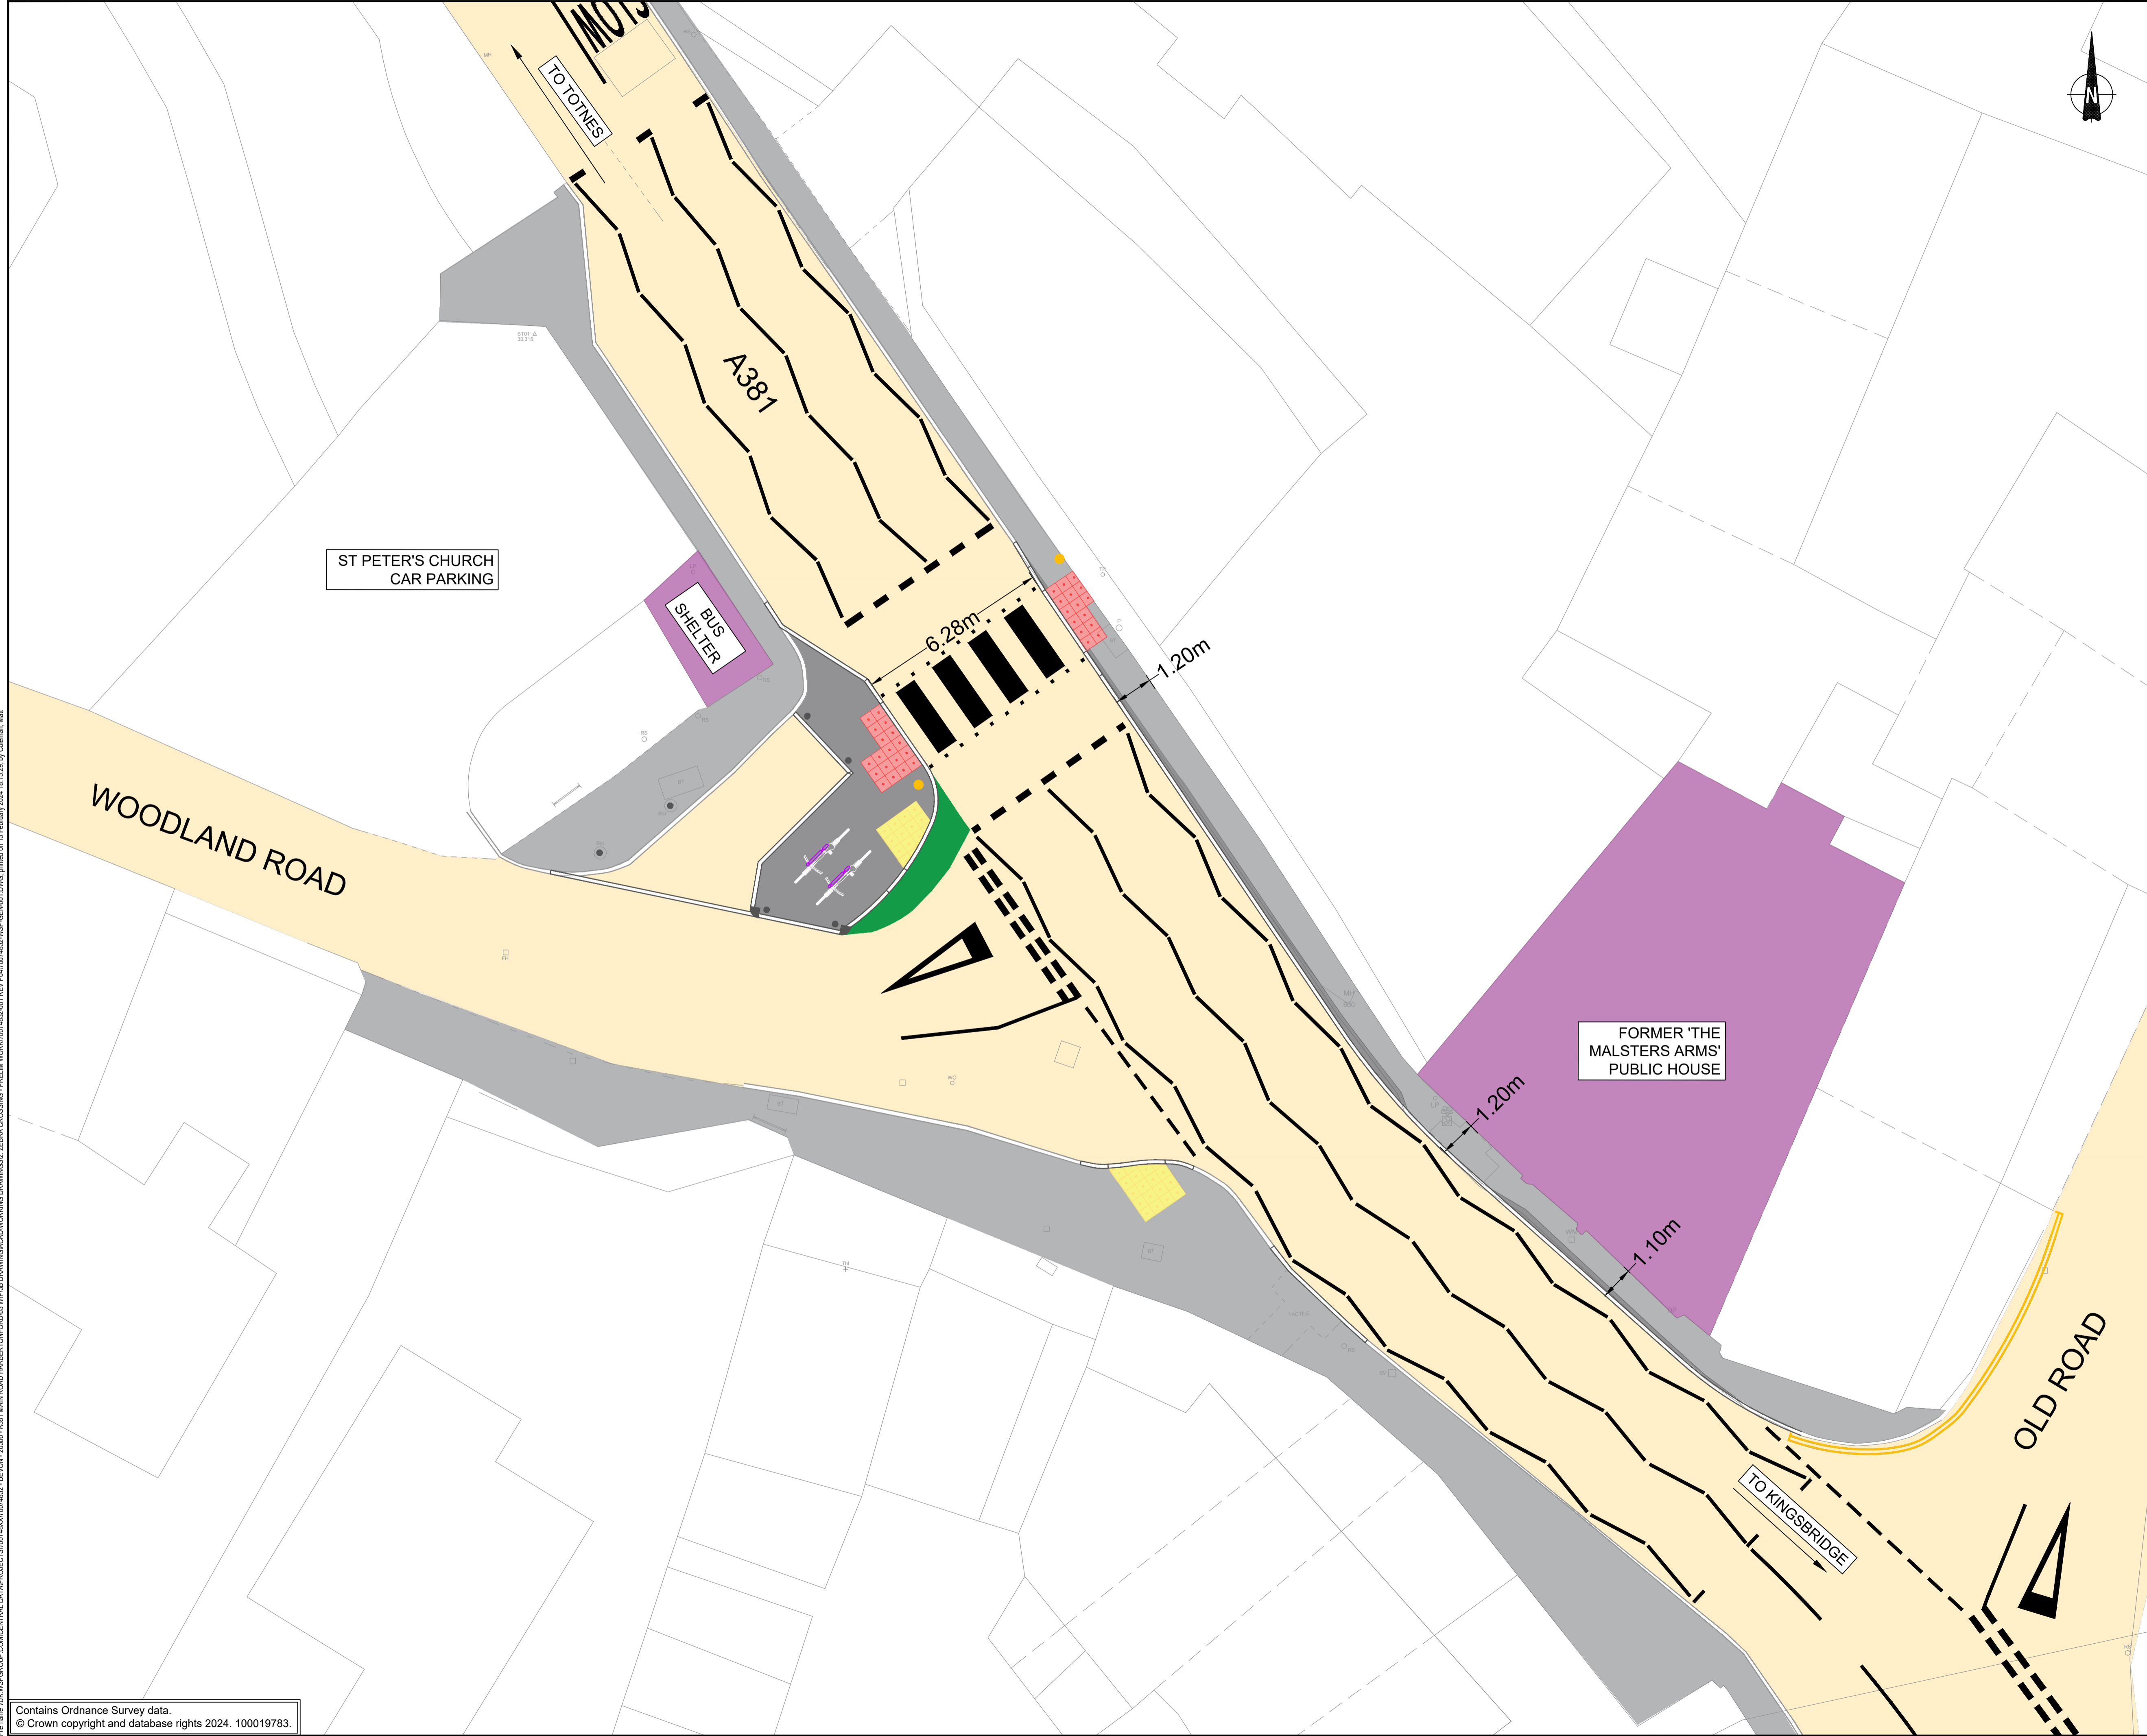 SLOW
TO TOTNES
N
A381
ST PETER'S CHURCH
CAR PARKING
BUS
SHELTER
6.28m
1.20m
WOODLAND ROAD
FORMER 'THE
MALSTERS ARMS'
PUBLIC HOUSE
1.20m
1.10m
OLD ROAD
TO KINGSBRIDGE
Contains Ordnance Survey data.
© Crown copyright and database rights 2024. 100019783.